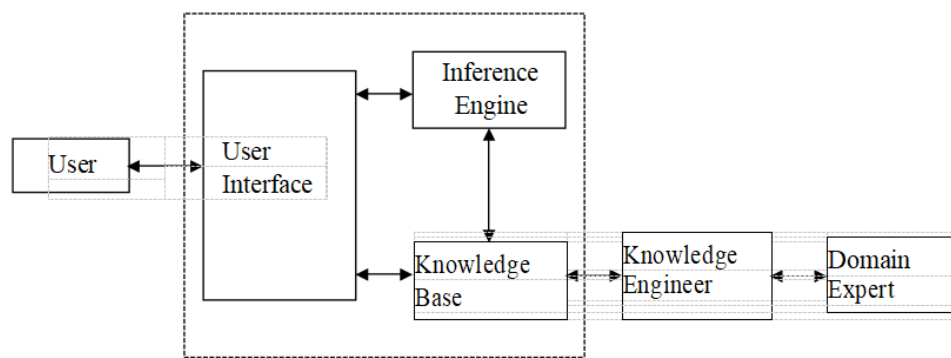 Inference
Engine
User
User
Interface
Knowledge
Base
Knowledge
Engineer
Domain
Expert